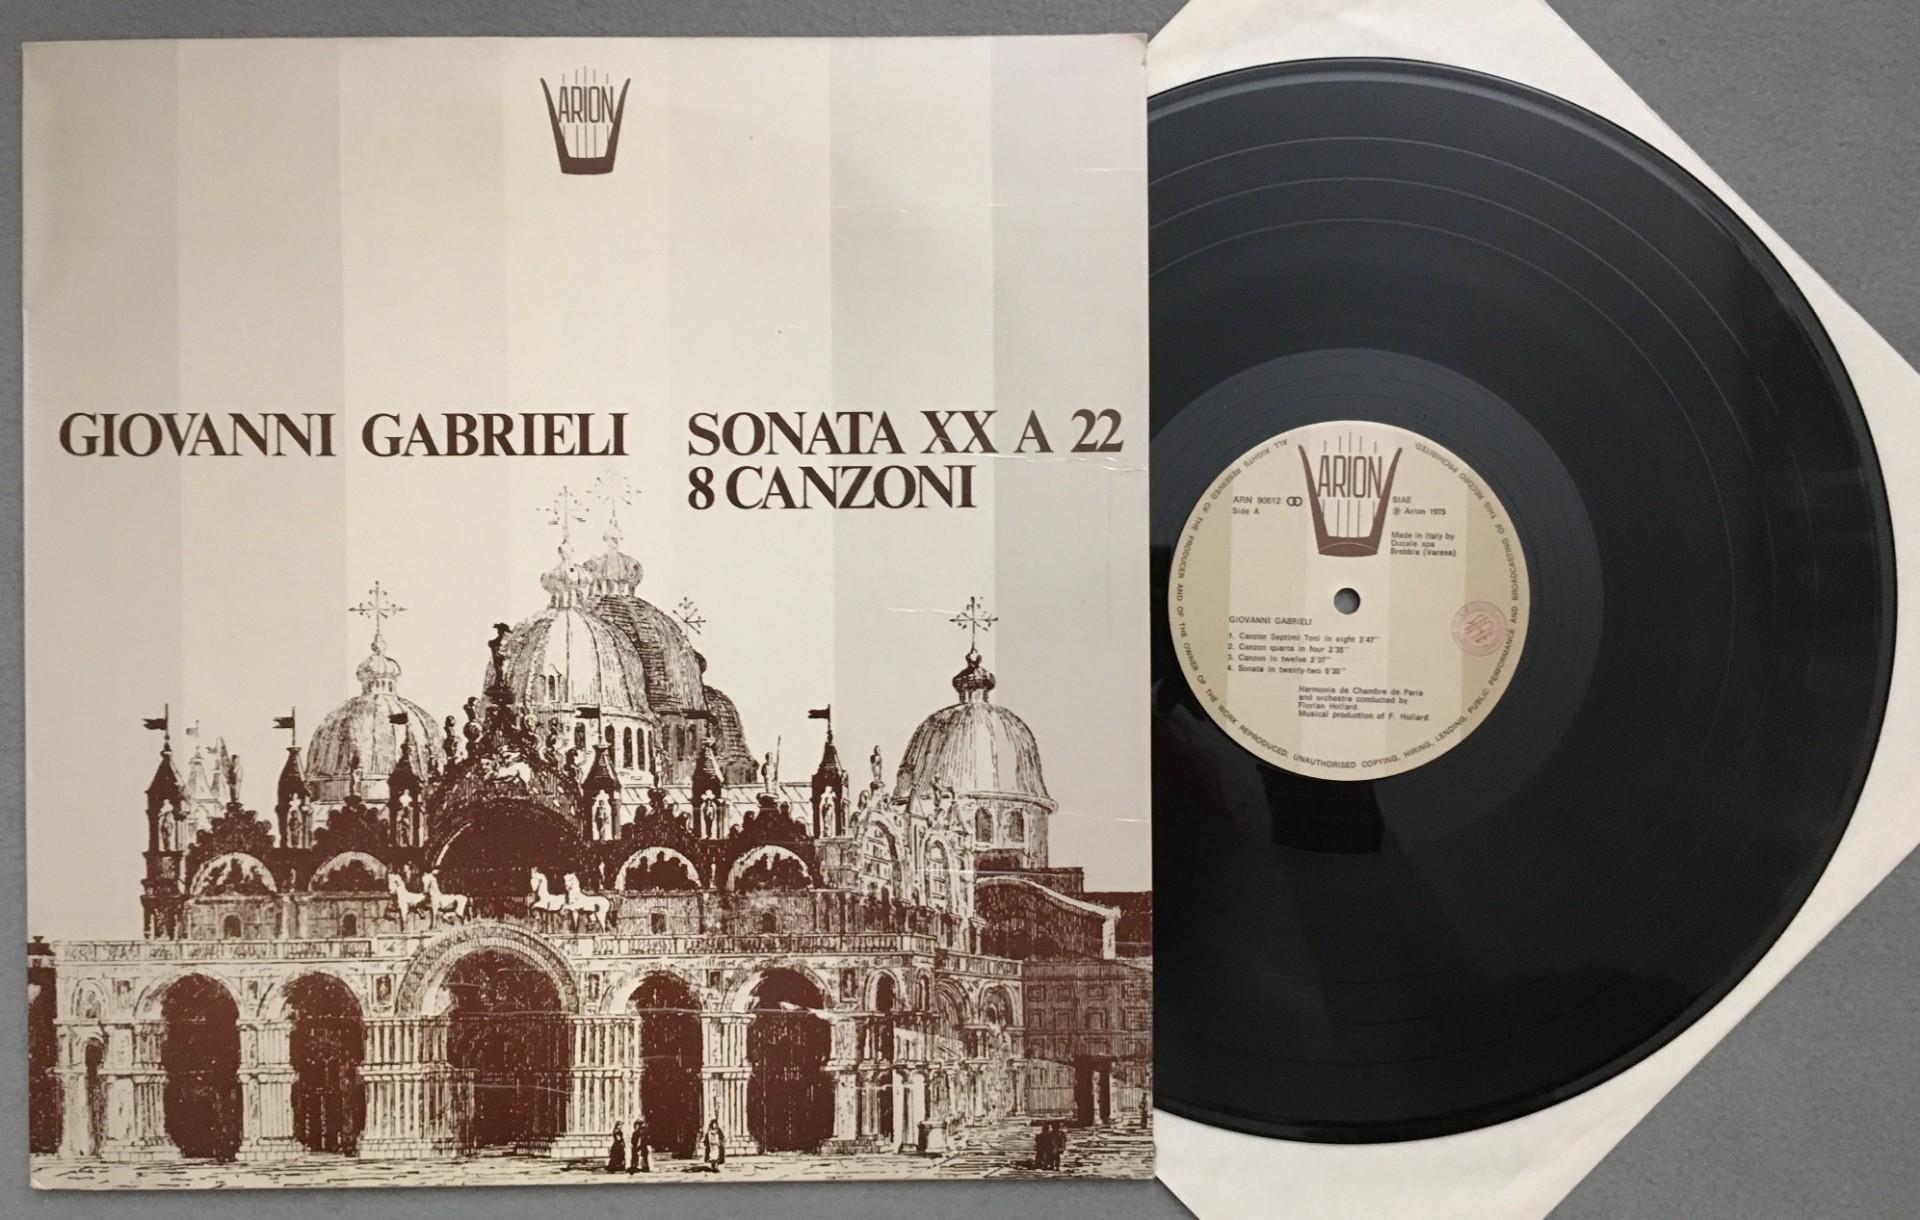 ARION
GIOVANNI GABRIELI SONATA XX A 22
8 CANZONI
ARION
ARN 90612
Side A
SIAE
℗ Arion 1975
Made in Italy by
Ducale spa
Brebbia (Varese)
GIOVANNI GABRIELI
1. Canzon Septimi Toni in eight 3'47''
2. Canzon quarta in four 2'35''
3. Canzon in twelve 2'37''
4. Sonata in twenty-two 6'30''
Harmonie de Chambre de Paris
and orchestra conducted by
Florian Hollard
Musical production of F. Hollard
ALL RIGHTS RESERVED OF THE PRODUCER AND OF THE OWNER OF THE WORK REPRODUCED. UNAUTHORISED COPYING, HIRING, LENDING, PUBLIC PERFORMANCE AND BROADCASTING OF THIS RECORD PROHIBITED.